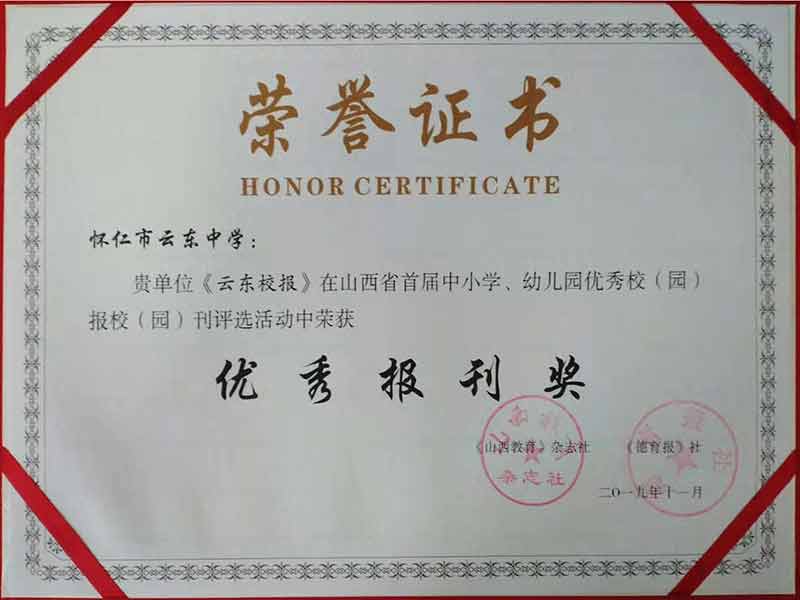 荣誉证书
HONOR CERTIFICATE
怀仁市云东中学：
贵单位《云东校报》在山西省首届中小学、幼儿园优秀校（园）
报校（园）刊评选活动中荣获
优秀报刊奖
《山西教育》杂志社 《德育报》社
杂志社
二〇一九年十一月